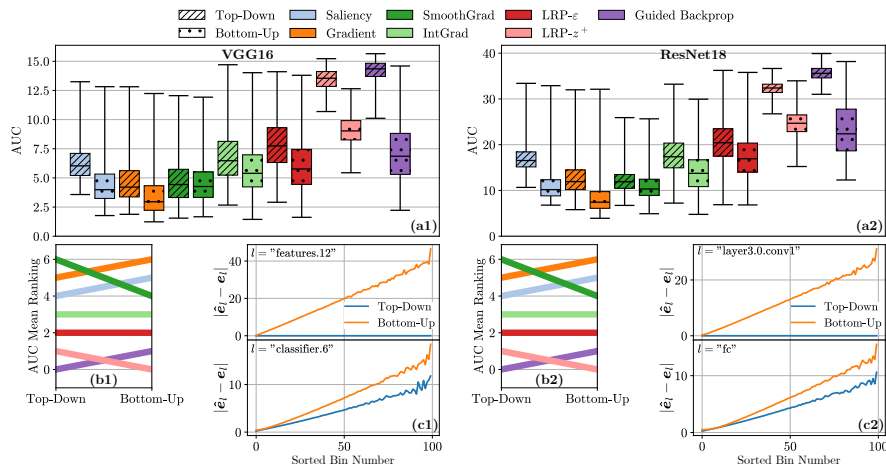 Top-Down
Saliency
SmoothGrad
LRP-ε
Guided Backprop
Bottom-Up
Gradient
IntGrad
LRP-z⁺
VGG16
AUC
15.0
12.5
10.0
7.5
5.0
2.5
0.0
(a1)
ResNet18
AUC
40
30
20
10
0
(a2)
AUC Mean Ranking
6
4
2
0
(b1)
Top-Down
Bottom-Up
l = "features.12"
|ê_l − e_l|
40
20
0
Top-Down
Bottom-Up
l = "classifier.6"
|ê_l − e_l|
10
0
(c1)
0
50
100
Sorted Bin Number
AUC Mean Ranking
6
4
2
0
(b2)
Top-Down
Bottom-Up
l = "layer3.0.conv1"
|ê_l − e_l|
20
0
Top-Down
Bottom-Up
l = "fc"
|ê_l − e_l|
10
0
(c2)
0
50
100
Sorted Bin Number